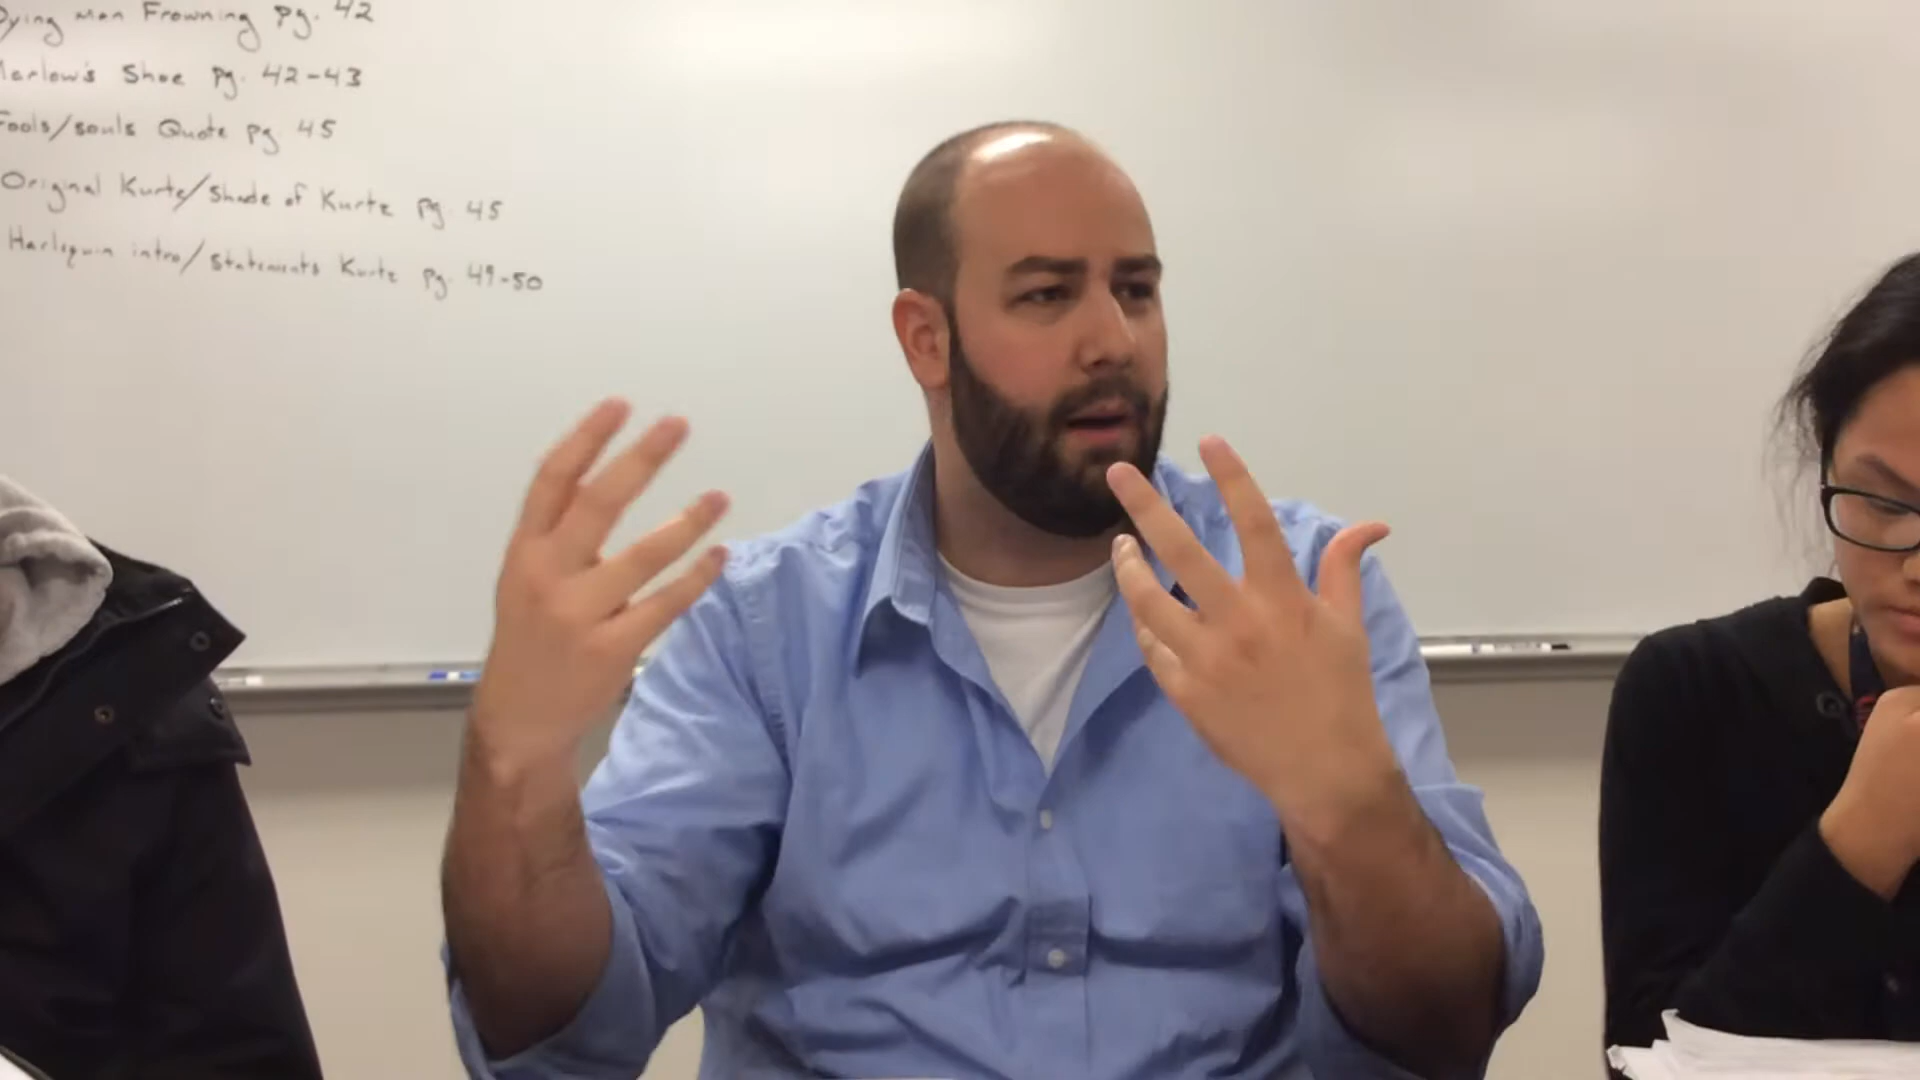 Dying man Frowning pg. 42
Marlow's Shoe pg. 42-43
Fools/souls Quote pg 45
Original Kurtz/Shade of Kurtz pg. 45
Harlequin intro/Statements Kurtz pg. 49-50